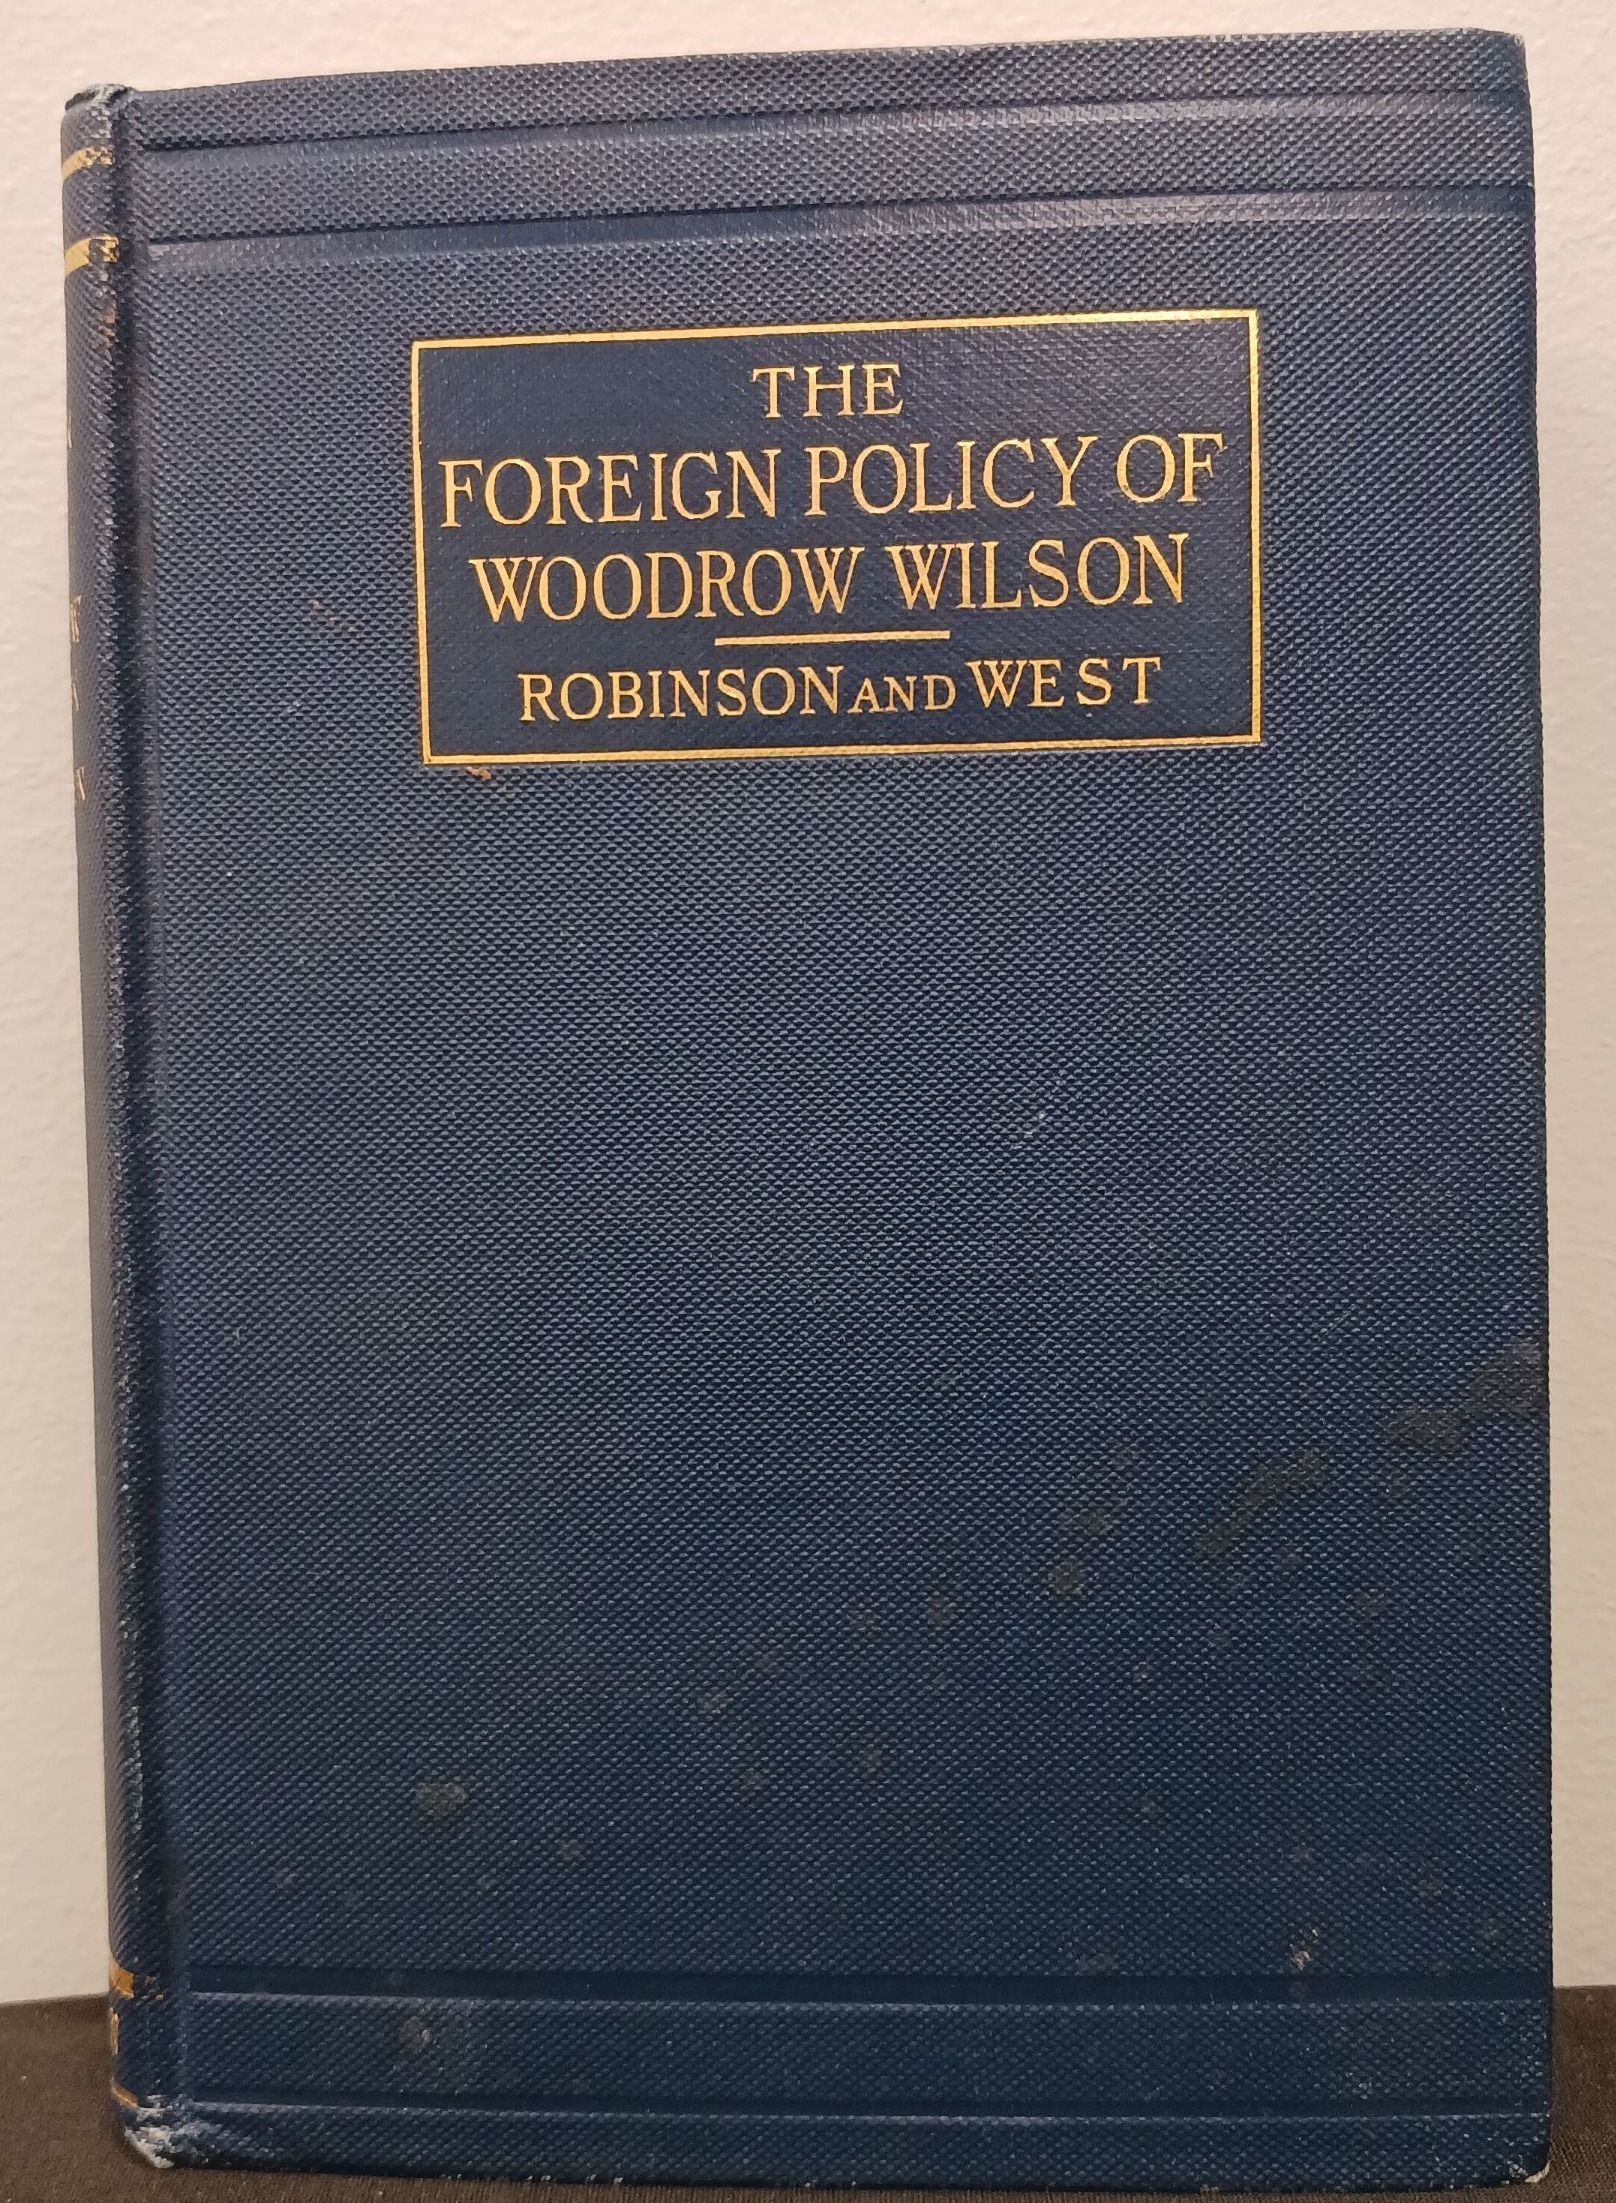 THE
FOREIGN POLICY OF
WOODROW WILSON
ROBINSON AND WEST